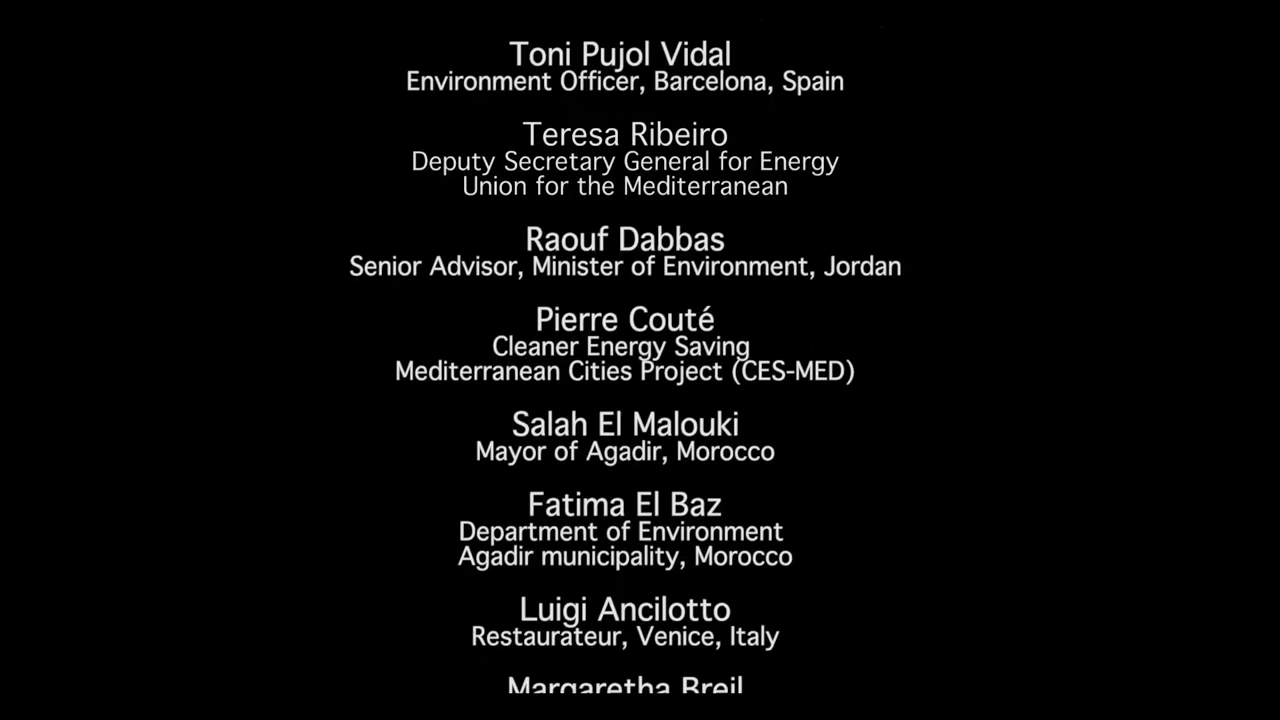 Toni Pujol Vidal
Environment Officer, Barcelona, Spain
Teresa Ribeiro
Deputy Secretary General for Energy
Union for the Mediterranean
Raouf Dabbas
Senior Advisor, Minister of Environment, Jordan
Pierre Couté
Cleaner Energy Saving
Mediterranean Cities Project (CES-MED)
Salah El Malouki
Mayor of Agadir, Morocco
Fatima El Baz
Department of Environment
Agadir municipality, Morocco
Luigi Ancilotto
Restaurateur, Venice, Italy
Margaretha Breil